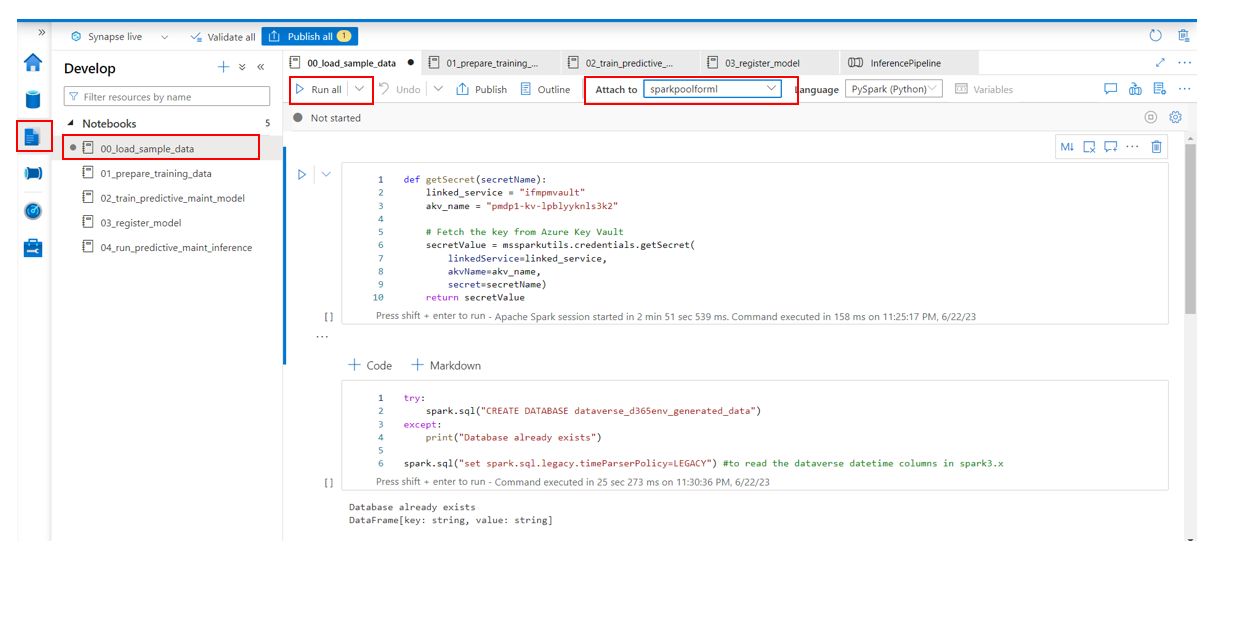 Synapse live
Validate all
Publish all 1
Develop
Filter resources by name
Notebooks 5
00_load_sample_data
01_prepare_training_data
02_train_predictive_maint_model
03_register_model
04_run_predictive_maint_inference
00_load_sample_data
01_prepare_training_...
02_train_predictive_...
03_register_model
InferencePipeline
Run all Undo Publish Outline Attach to sparkpoolforml Language PySpark (Python) Variables
Not started
M↓
1 def getSecret(secretName):
2 linked_service = "ifmpmvault"
3 akv_name = "pmdp1-kv-lpblyyknls3k2"
4
5 # Fetch the key from Azure Key Vault
6 secretValue = mssparkutils.credentials.getSecret(
7 linkedService=linked_service,
8 akvName=akv_name,
9 secret=secretName)
10 return secretValue
[ ] Press shift + enter to run - Apache Spark session started in 2 min 51 sec 539 ms. Command executed in 158 ms on 11:25:17 PM, 6/22/23
...
+ Code + Markdown
1 try:
2 spark.sql("CREATE DATABASE dataverse_d365env_generated_data")
3 except:
4 print("Database already exists")
5
6 spark.sql("set spark.sql.legacy.timeParserPolicy=LEGACY") #to read the dataverse datetime columns in spark3.x
[ ] Press shift + enter to run - Command executed in 25 sec 273 ms on 11:30:36 PM, 6/22/23
Database already exists
DataFrame[key: string, value: string]